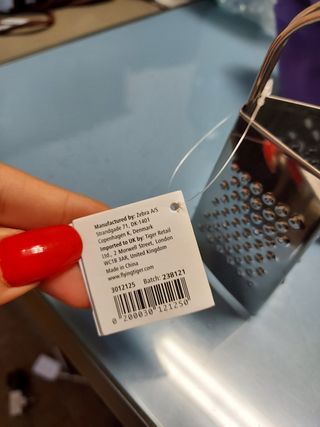 Manufactured by: Zebra A/S
Strandgade 71, DK-1401
Copenhagen K, Denmark
Imported to UK by: Tiger Retail
Ltd., 2 Morwell Street, London
WC1B 3AR, United Kingdom
Made in China
www.flyingtiger.com
3012125 Batch: 23B121
0 200030 121250